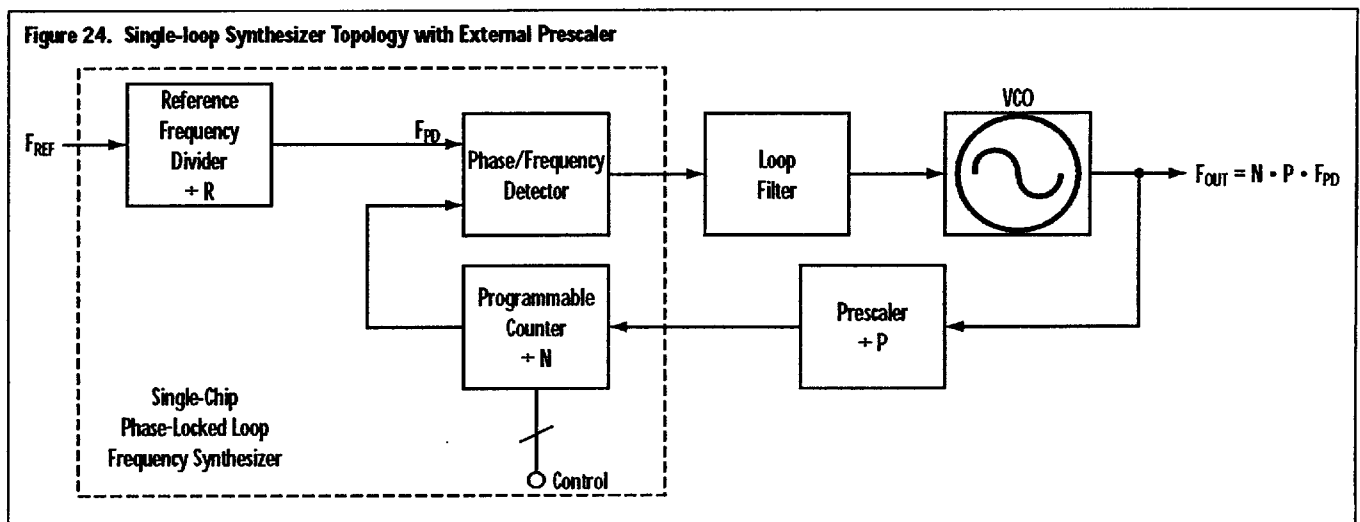 Figure 24. Single-loop Synthesizer Topology with External Prescaler
Reference
Frequency
Divider
÷ R
F_REF
F_PD
Phase/Frequency
Detector
Loop
Filter
VCO
F_OUT = N • P • F_PD
Programmable
Counter
÷ N
Prescaler
÷ P
Single-Chip
Phase-Locked Loop
Frequency Synthesizer
Control